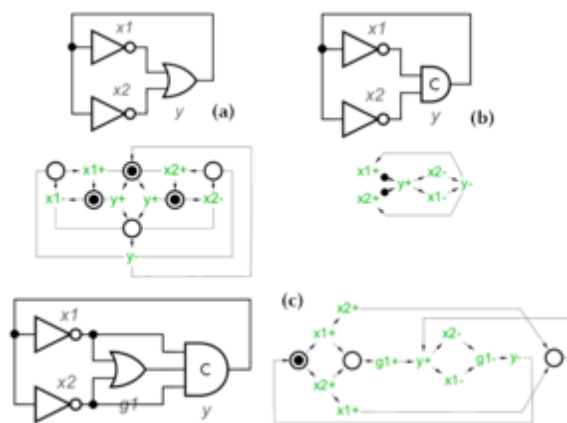 x1
x2
y
(a)
x1
x2
y
C
(b)
x1+ x2+
x1- y+ y+ x2-
y-
x1+ x2-
y+ y-
x2+ x1-
x1
x2
g1
C
y
(c)
x2+
x1+ x2-
g1+ y+ g1- y-
x2+ x1-
x1+